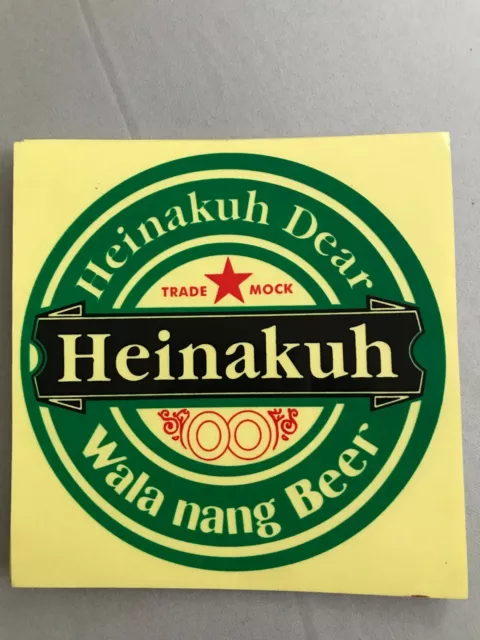 Heinakuh Dear
TRADE MOCK
Heinakuh
Wala nang Beer